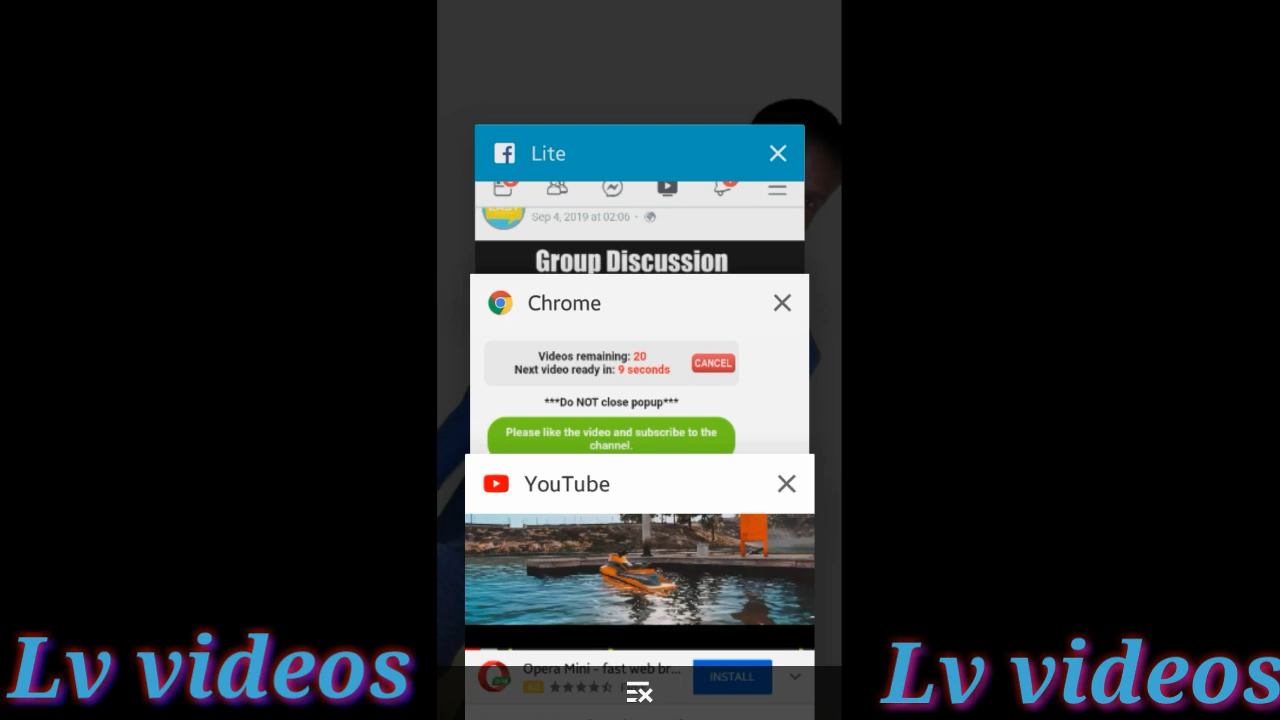 Lite
Sep 4, 2019 at 02:06
Group Discussion
Chrome
Videos remaining: 20
Next video ready in: 9 seconds
CANCEL
***Do NOT close popup***
Please like the video and subscribe to the
channel.
YouTube
Opera Mini - fast web br...
INSTALL
Lv videos
Lv videos